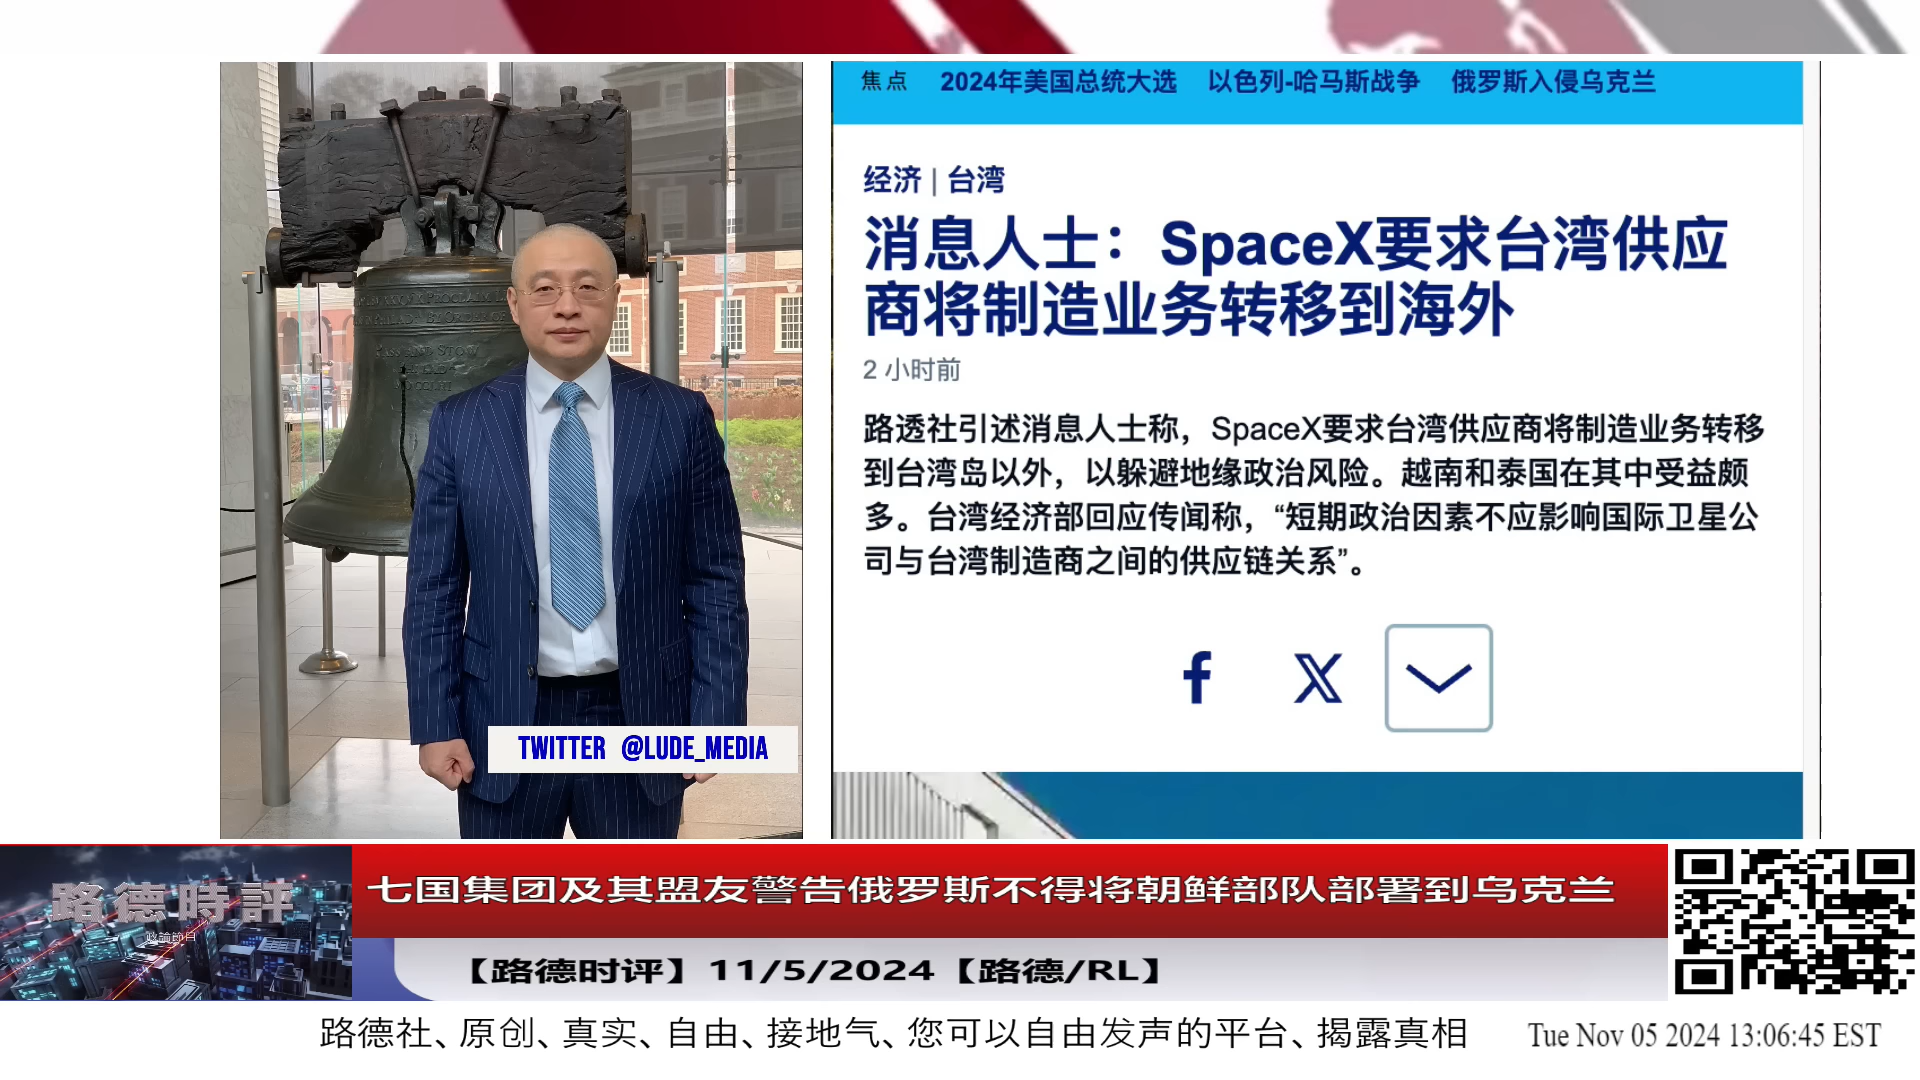 焦点 2024年美国总统大选 以色列-哈马斯战争 俄罗斯入侵乌克兰
经济 | 台湾
消息人士：SpaceX要求台湾供应
商将制造业务转移到海外
2 小时前
路透社引述消息人士称，SpaceX要求台湾供应商将制造业务转移
到台湾岛以外，以躲避地缘政治风险。越南和泰国在其中受益颇
多。台湾经济部回应传闻称，“短期政治因素不应影响国际卫星公
司与台湾制造商之间的供应链关系”。
PASS AND STOW
TWITTER @LUDE_MEDIA
路德時評
政論節目
七国集团及其盟友警告俄罗斯不得将朝鲜部队部署到乌克兰
【路德时评】11/5/2024【路德/RL】
路德社、原创、真实、自由、接地气、您可以自由发声的平台、揭露真相
Tue Nov 05 2024 13:06:45 EST